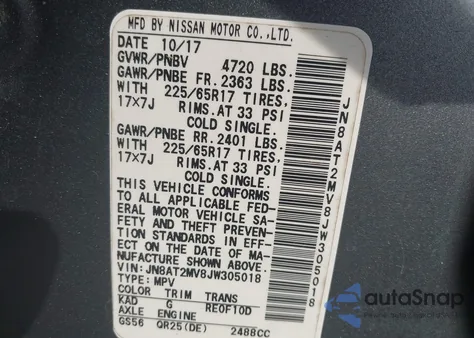 MFD BY NISSAN MOTOR CO.,LTD.
DATE 10/17
GVWR/PNBV 4720 LBS.
GAWR/PNBE FR. 2363 LBS.
WITH 225/65R17 TIRES,
17X7J RIMS.AT 33 PSI
COLD SINGLE.
GAWR/PNBE RR. 2401 LBS.
WITH 225/65R17 TIRES,
17X7J RIMS.AT 33 PSI
COLD SINGLE.
THIS VEHICLE CONFORMS
TO ALL APPLICABLE FED-
ERAL MOTOR VEHICLE SA-
FETY AND THEFT PREVEN-
TION STANDARDS IN EFF-
ECT ON THE DATE OF MA-
NUFACTURE SHOWN ABOVE.
VIN:JN8AT2MV8JW305018
TYPE: MPV
COLOR TRIM TRANS
KAD G RE0F10D
AXLE ENGINE
GS56 QR25(DE) 2488CC
JN8AT2MV8JW305018
autoSnap